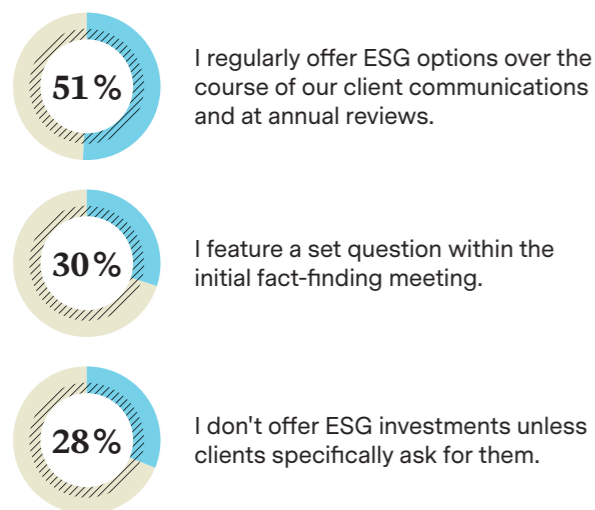 51%
I regularly offer ESG options over the
course of our client communications
and at annual reviews.
30%
I feature a set question within the
initial fact-finding meeting.
28%
I don't offer ESG investments unless
clients specifically ask for them.